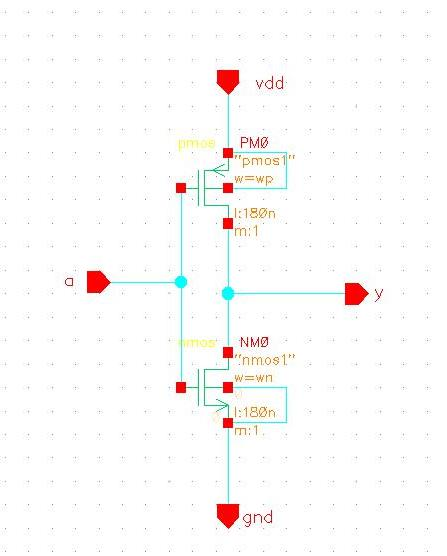 vdd
pmos
PM0
"pmos1"
w=wp
l:180n
m:1
a
y
nmos
NM0
"nmos1"
w=wn
l:180n
m:1
gnd